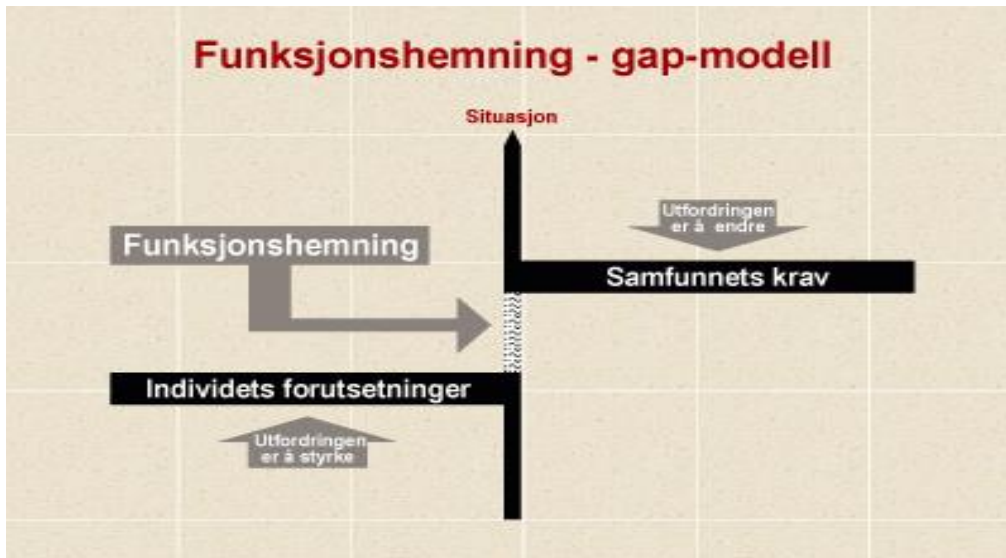 Funksjonshemning - gap-modell
Situasjon
Utfordringen
er å endre
Funksjonshemning
Samfunnets krav
Individets forutsetninger
Utfordringen
er å styrke